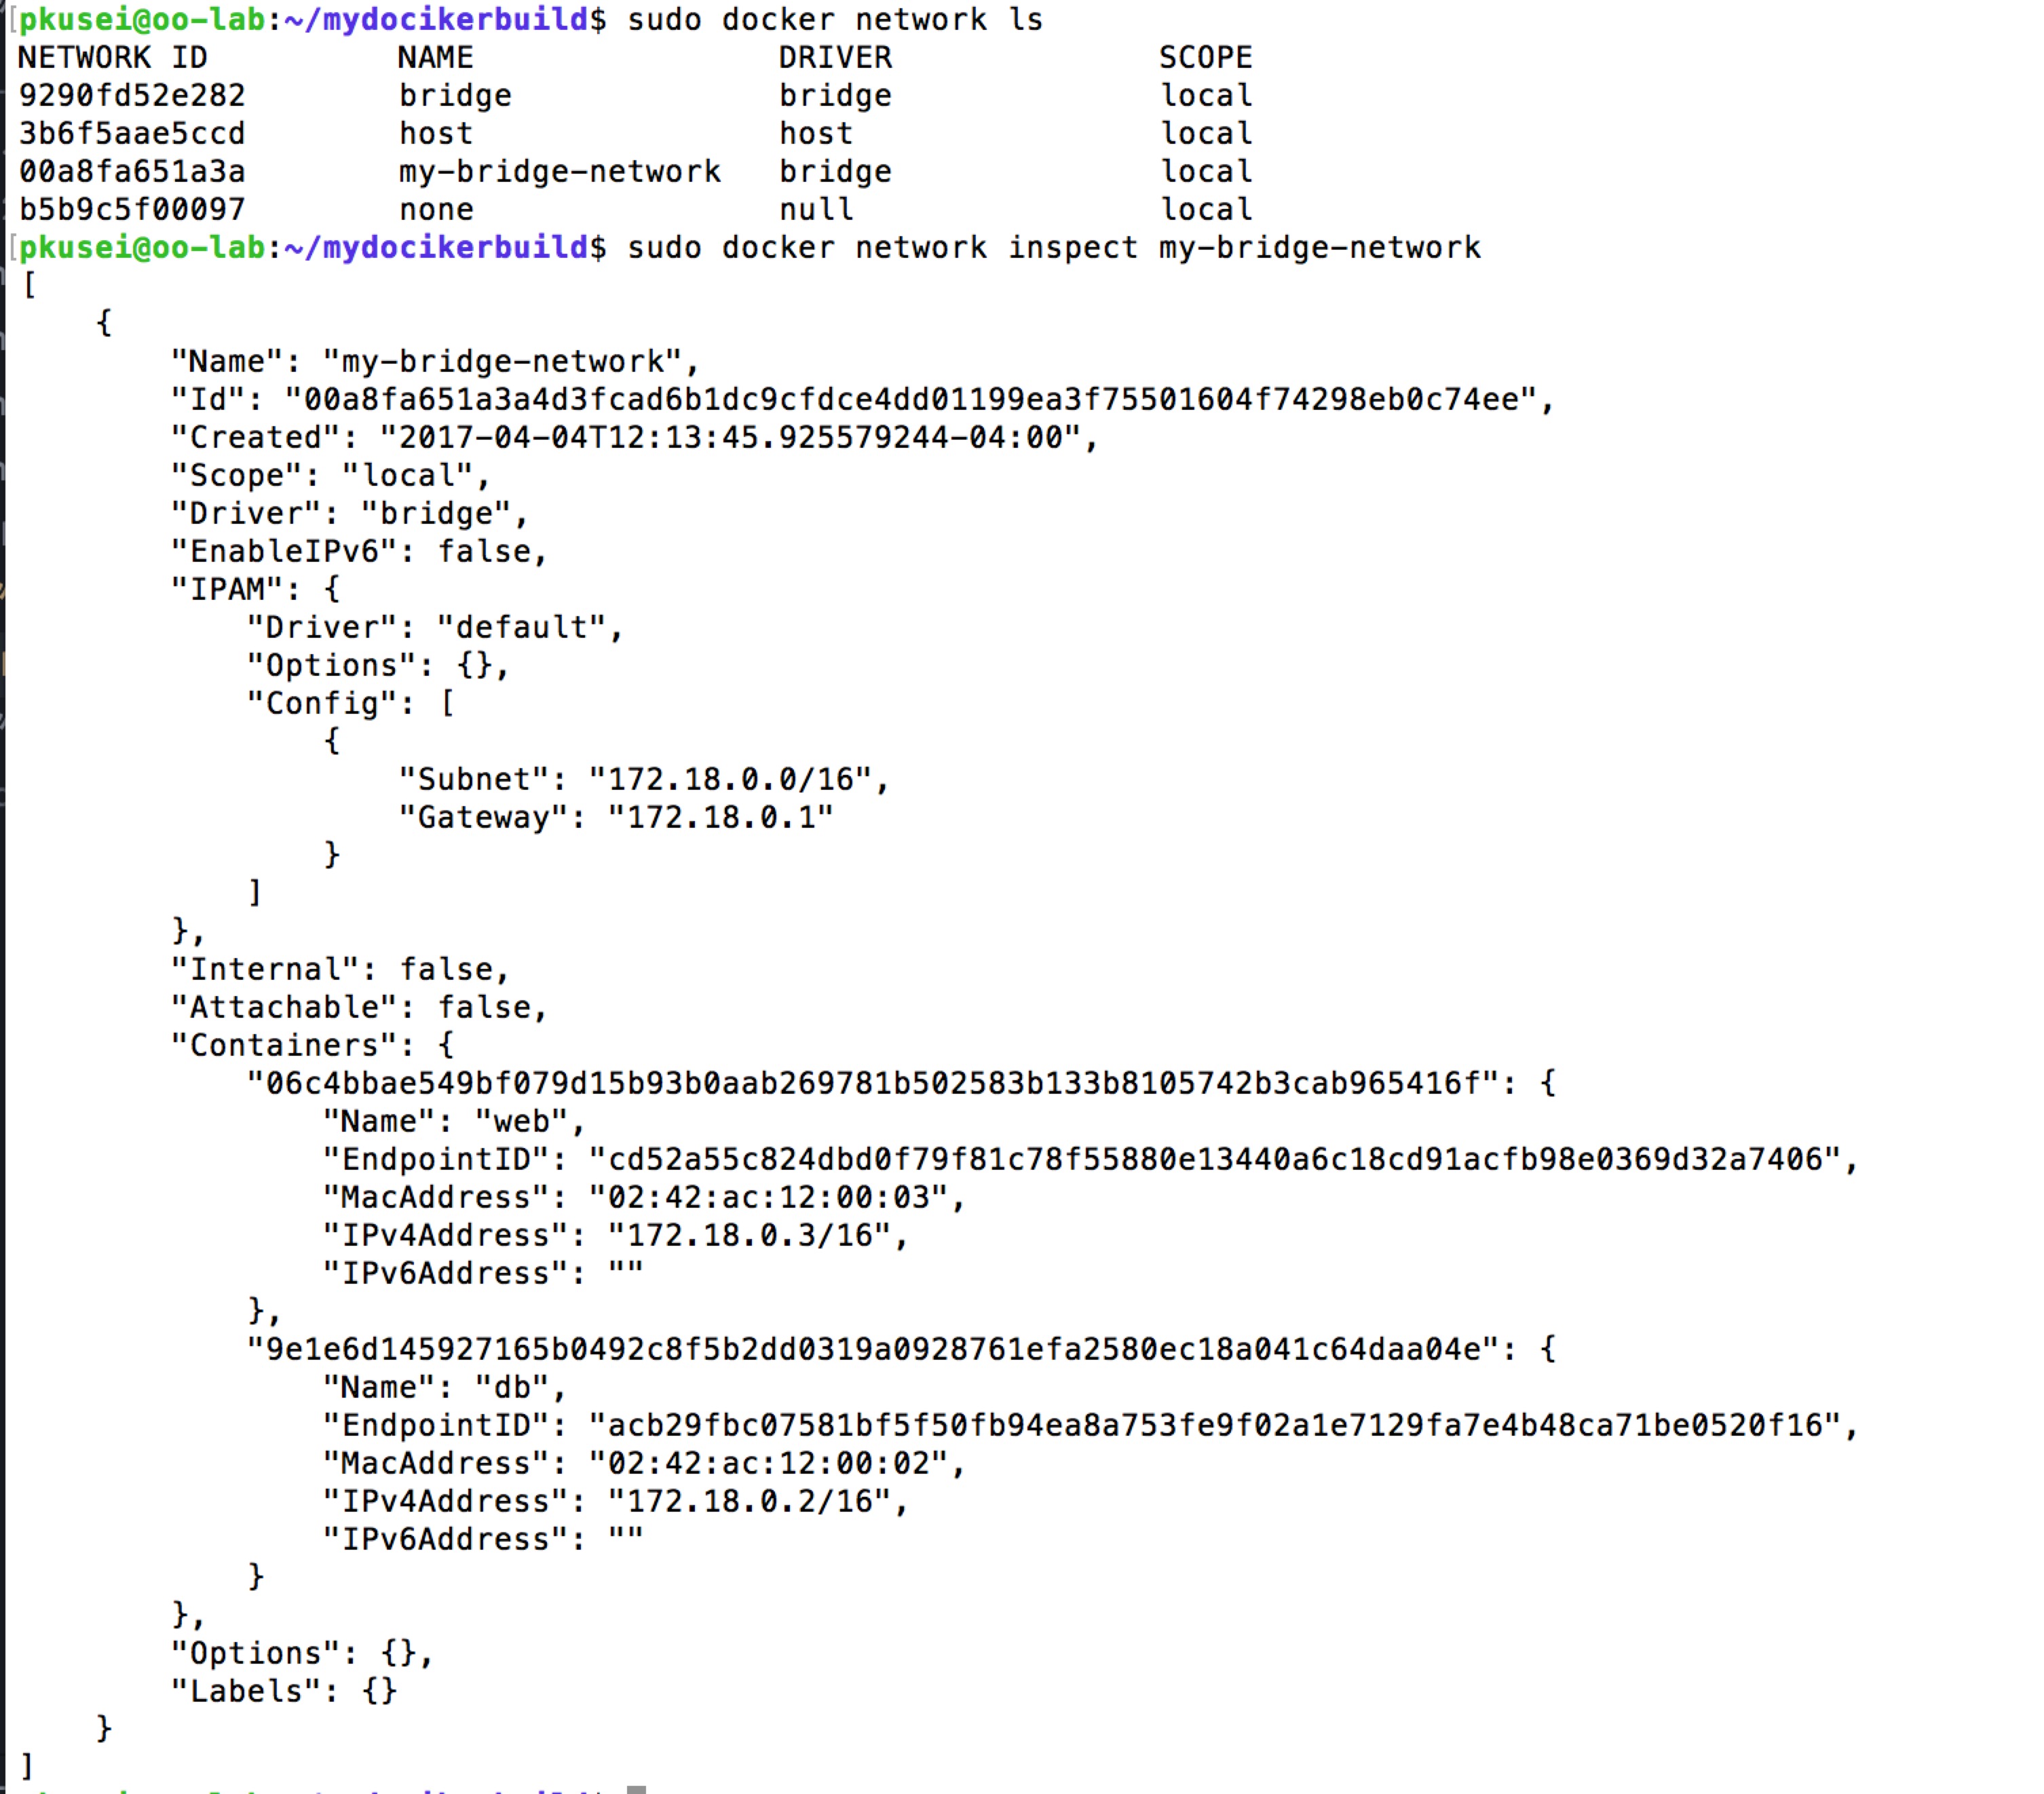 [pkusei@oo-lab:~/mydocikerbuild$ sudo docker network ls
NETWORK ID          NAME                DRIVER              SCOPE
9290fd52e282        bridge              bridge              local
3b6f5aae5ccd        host                host                local
00a8fa651a3a        my-bridge-network   bridge              local
b5b9c5f00097        none                null                local
[pkusei@oo-lab:~/mydocikerbuild$ sudo docker network inspect my-bridge-network
[
    {
        "Name": "my-bridge-network",
        "Id": "00a8fa651a3a4d3fcad6b1dc9cfdce4dd01199ea3f75501604f74298eb0c74ee",
        "Created": "2017-04-04T12:13:45.925579244-04:00",
        "Scope": "local",
        "Driver": "bridge",
        "EnableIPv6": false,
        "IPAM": {
            "Driver": "default",
            "Options": {},
            "Config": [
                {
                    "Subnet": "172.18.0.0/16",
                    "Gateway": "172.18.0.1"
                }
            ]
        },
        "Internal": false,
        "Attachable": false,
        "Containers": {
            "06c4bbae549bf079d15b93b0aab269781b502583b133b8105742b3cab965416f": {
                "Name": "web",
                "EndpointID": "cd52a55c824dbd0f79f81c78f55880e13440a6c18cd91acfb98e0369d32a7406",
                "MacAddress": "02:42:ac:12:00:03",
                "IPv4Address": "172.18.0.3/16",
                "IPv6Address": ""
            },
            "9e1e6d145927165b0492c8f5b2dd0319a0928761efa2580ec18a041c64daa04e": {
                "Name": "db",
                "EndpointID": "acb29fbc07581bf5f50fb94ea8a753fe9f02a1e7129fa7e4b48ca71be0520f16",
                "MacAddress": "02:42:ac:12:00:02",
                "IPv4Address": "172.18.0.2/16",
                "IPv6Address": ""
            }
        },
        "Options": {},
        "Labels": {}
    }
]